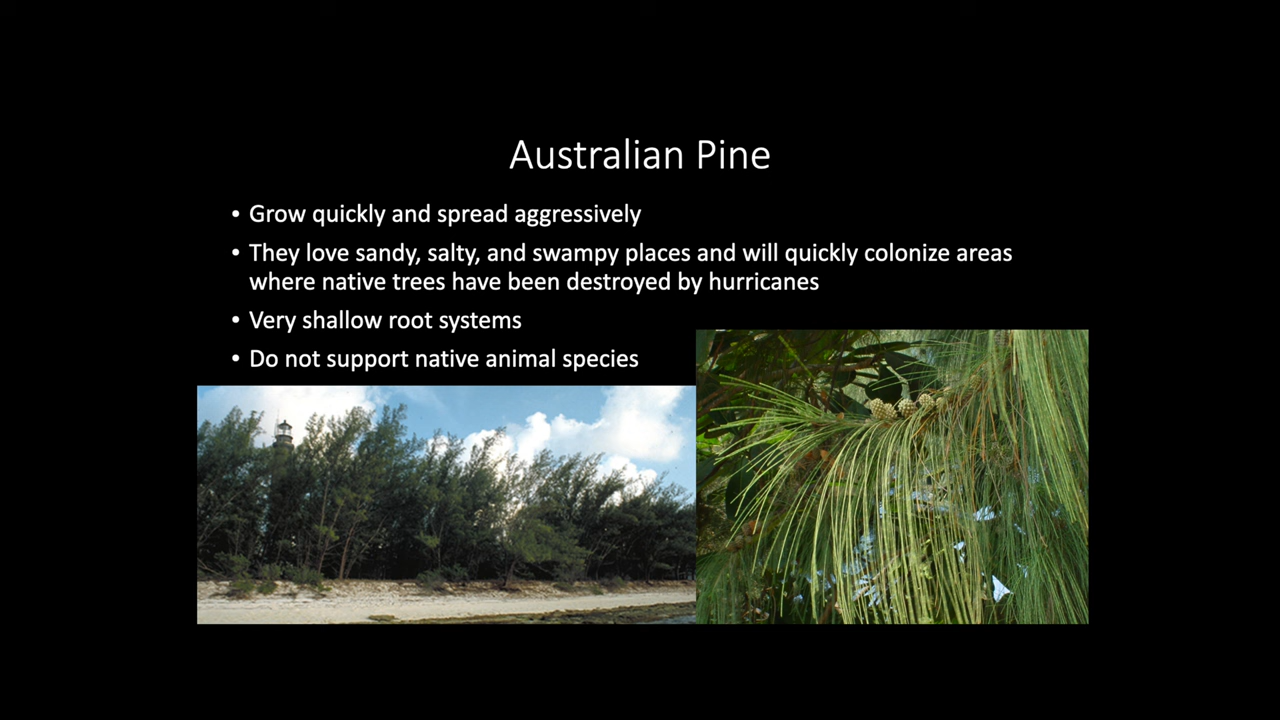 Australian Pine
• Grow quickly and spread aggressively
• They love sandy, salty, and swampy places and will quickly colonize areas
where native trees have been destroyed by hurricanes
• Very shallow root systems
• Do not support native animal species